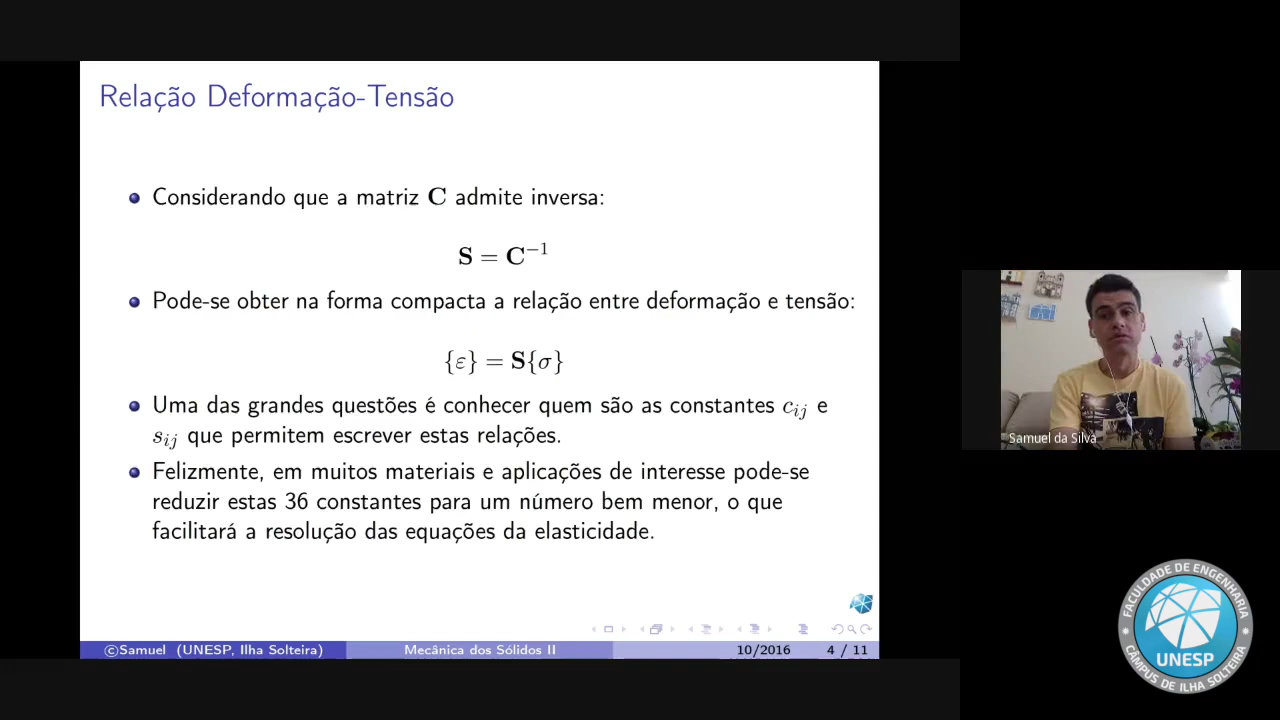 Relação Deformação-Tensão
Considerando que a matriz C admite inversa:
S = C⁻¹
Pode-se obter na forma compacta a relação entre deformação e tensão:
{ε} = S{σ}
Uma das grandes questões é conhecer quem são as constantes cᵢⱼ e
sᵢⱼ que permitem escrever estas relações.
Felizmente, em muitos materiais e aplicações de interesse pode-se
reduzir estas 36 constantes para um número bem menor, o que
facilitará a resolução das equações da elasticidade.
©Samuel (UNESP, Ilha Solteira)
Mecânica dos Sólidos II
10/2016
4 / 11
Samuel da Silva
FACULDADE DE ENGENHARIA
UNESP
CÂMPUS DE ILHA SOLTEIRA